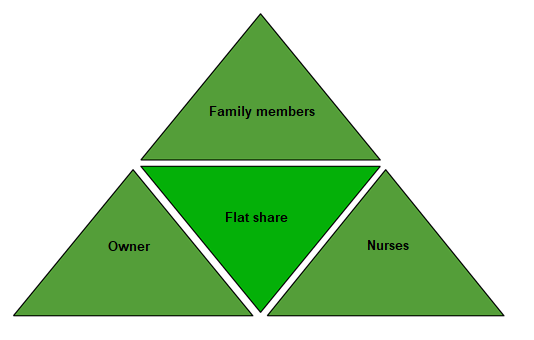 Family members
Flat share
Owner
Nurses